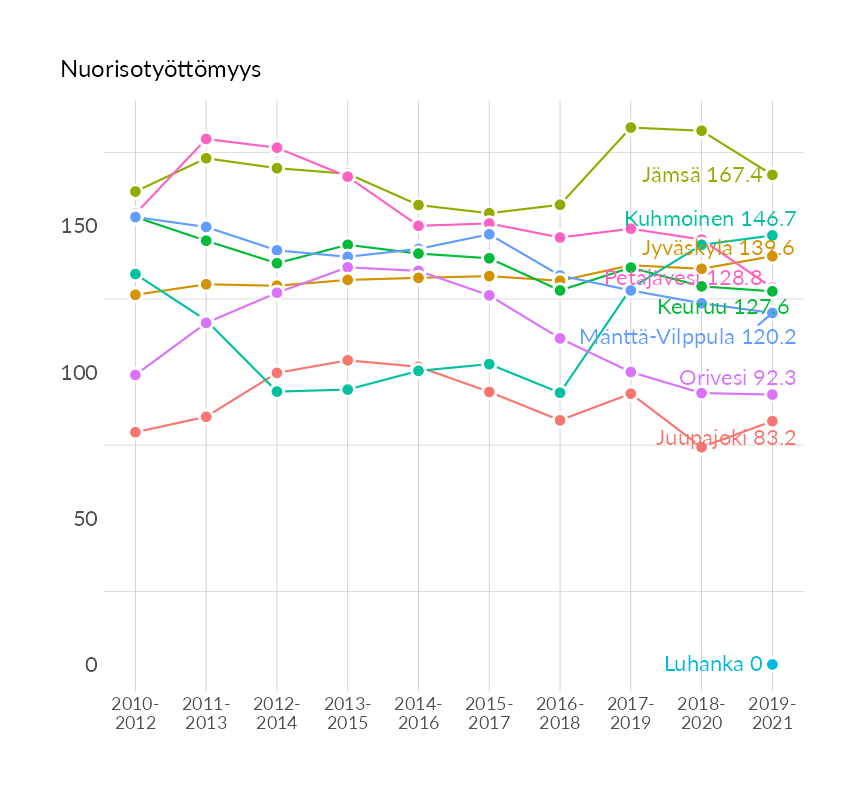 Nuorisotyöttömyys
Jämsä 167.4
Kuhmoinen 146.7
150
Jyväskylä 139.6
Petäjävesi 128.8
Keuruu 127.6
Mänttä-Vilppula 120.2
100
Orivesi 92.3
Juupajoki 83.2
50
0
Luhanka 0
2010- 2011- 2012- 2013- 2014- 2015- 2016- 2017- 2018- 2019-
2012 2013 2014 2015 2016 2017 2018 2019 2020 2021